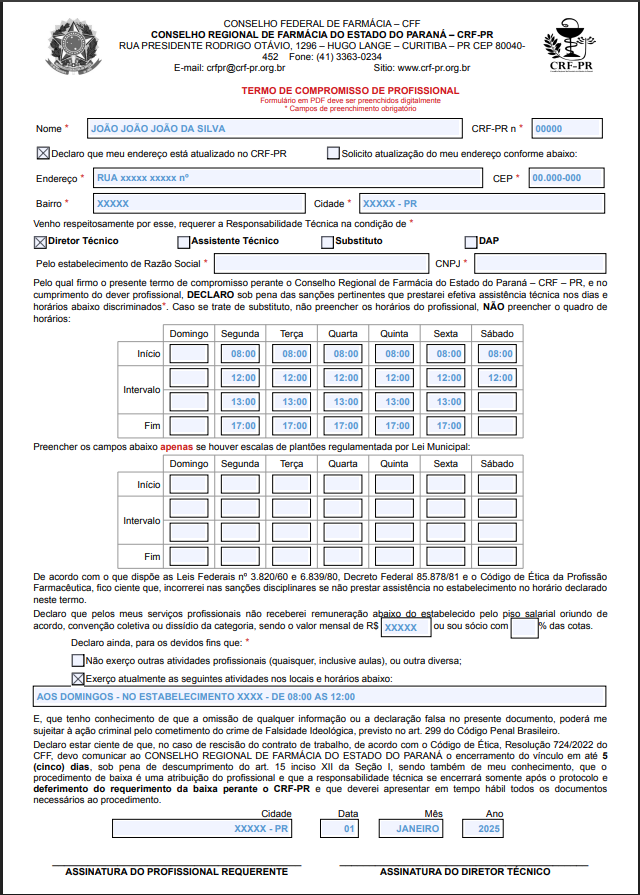 CONSELHO FEDERAL DE FARMÁCIA – CFF
CONSELHO REGIONAL DE FARMÁCIA DO ESTADO DO PARANÁ – CRF-PR
RUA PRESIDENTE RODRIGO OTÁVIO, 1296 – HUGO LANGE – CURITIBA – PR CEP 80040-
452 Fone: (41) 3363-0234
E-mail: crfpr@crf-pr.org.br Sitio: www.crf-pr.org.br
CRF-PR
TERMO DE COMPROMISSO DE PROFISSIONAL
Formulário em PDF deve ser preenchidos digitalmente
* Campos de preenchimento obrigatório
Nome * JOÃO JOÃO JOÃO DA SILVA CRF-PR n * 00000
Declaro que meu endereço está atualizado no CRF-PR Solicito atualização do meu endereço conforme abaixo:
Endereço * RUA xxxxx xxxxx nº CEP * 00.000-000
Bairro * XXXXX Cidade * XXXXX - PR
Venho respeitosamente por esse, requerer a Responsabilidade Técnica na condição de *
Diretor Técnico Assistente Técnico Substituto DAP
Pelo estabelecimento de Razão Social * CNPJ *
Pelo qual firmo o presente termo de compromisso perante o Conselho Regional de Farmácia do Estado do Paraná – CRF – PR, e no
cumprimento do dever profissional, DECLARO sob pena das sanções pertinentes que prestarei efetiva assistência técnica nos dias e
horários abaixo discriminados*. Caso se trate de substituto, não preencher os horários do profissional, NÃO preencher o quadro de
horários:
Domingo Segunda Terça Quarta Quinta Sexta Sábado
Início 08:00 08:00 08:00 08:00 08:00 08:00
Intervalo 12:00 12:00 12:00 12:00 12:00 12:00
13:00 13:00 13:00 13:00 13:00
Fim 17:00 17:00 17:00 17:00 17:00
Preencher os campos abaixo apenas se houver escalas de plantões regulamentada por Lei Municipal:
Domingo Segunda Terça Quarta Quinta Sexta Sábado
Início
Intervalo
Fim
De acordo com o que dispõe as Leis Federais nº 3.820/60 e 6.839/80, Decreto Federal 85.878/81 e o Código de Ética da Profissão
Farmacêutica, fico ciente que, incorrerei nas sanções disciplinares se não prestar assistência no estabelecimento no horário declarado
neste termo.
Declaro que pelos meus serviços profissionais não receberei remuneração abaixo do estabelecido pelo piso salarial oriundo de
acordo, convenção coletiva ou dissídio da categoria, sendo o valor mensal de R$ XXXXX ou sou sócio com % das cotas.
Declaro ainda, para os devidos fins que: *
Não exerço outras atividades profissionais (quaisquer, inclusive aulas), ou outra diversa;
Exerço atualmente as seguintes atividades nos locais e horários abaixo:
AOS DOMINGOS - NO ESTABELECIMENTO XXXX - DE 08:00 AS 12:00
E, que tenho conhecimento de que a omissão de qualquer informação ou a declaração falsa no presente documento, poderá me
sujeitar à ação criminal pelo cometimento do crime de Falsidade Ideológica, previsto no art. 299 do Código Penal Brasileiro.
Declaro estar ciente de que, no caso de rescisão do contrato de trabalho, de acordo com o Código de Ética, Resolução 724/2022 do
CFF, devo comunicar ao CONSELHO REGIONAL DE FARMÁCIA DO ESTADO DO PARANÁ o encerramento do vínculo em até 5
(cinco) dias, sob pena de descumprimento do art. 15 inciso XII da Seção I, sendo também de meu conhecimento, que o
procedimento de baixa é uma atribuição do profissional e que a responsabilidade técnica se encerrará somente após o protocolo e
deferimento do requerimento da baixa perante o CRF-PR e que deverei apresentar em tempo hábil todos os documentos
necessários ao procedimento.
Cidade Data Mês Ano
XXXXX - PR 01 JANEIRO 2025
ASSINATURA DO PROFISSIONAL REQUERENTE ASSINATURA DO DIRETOR TÉCNICO